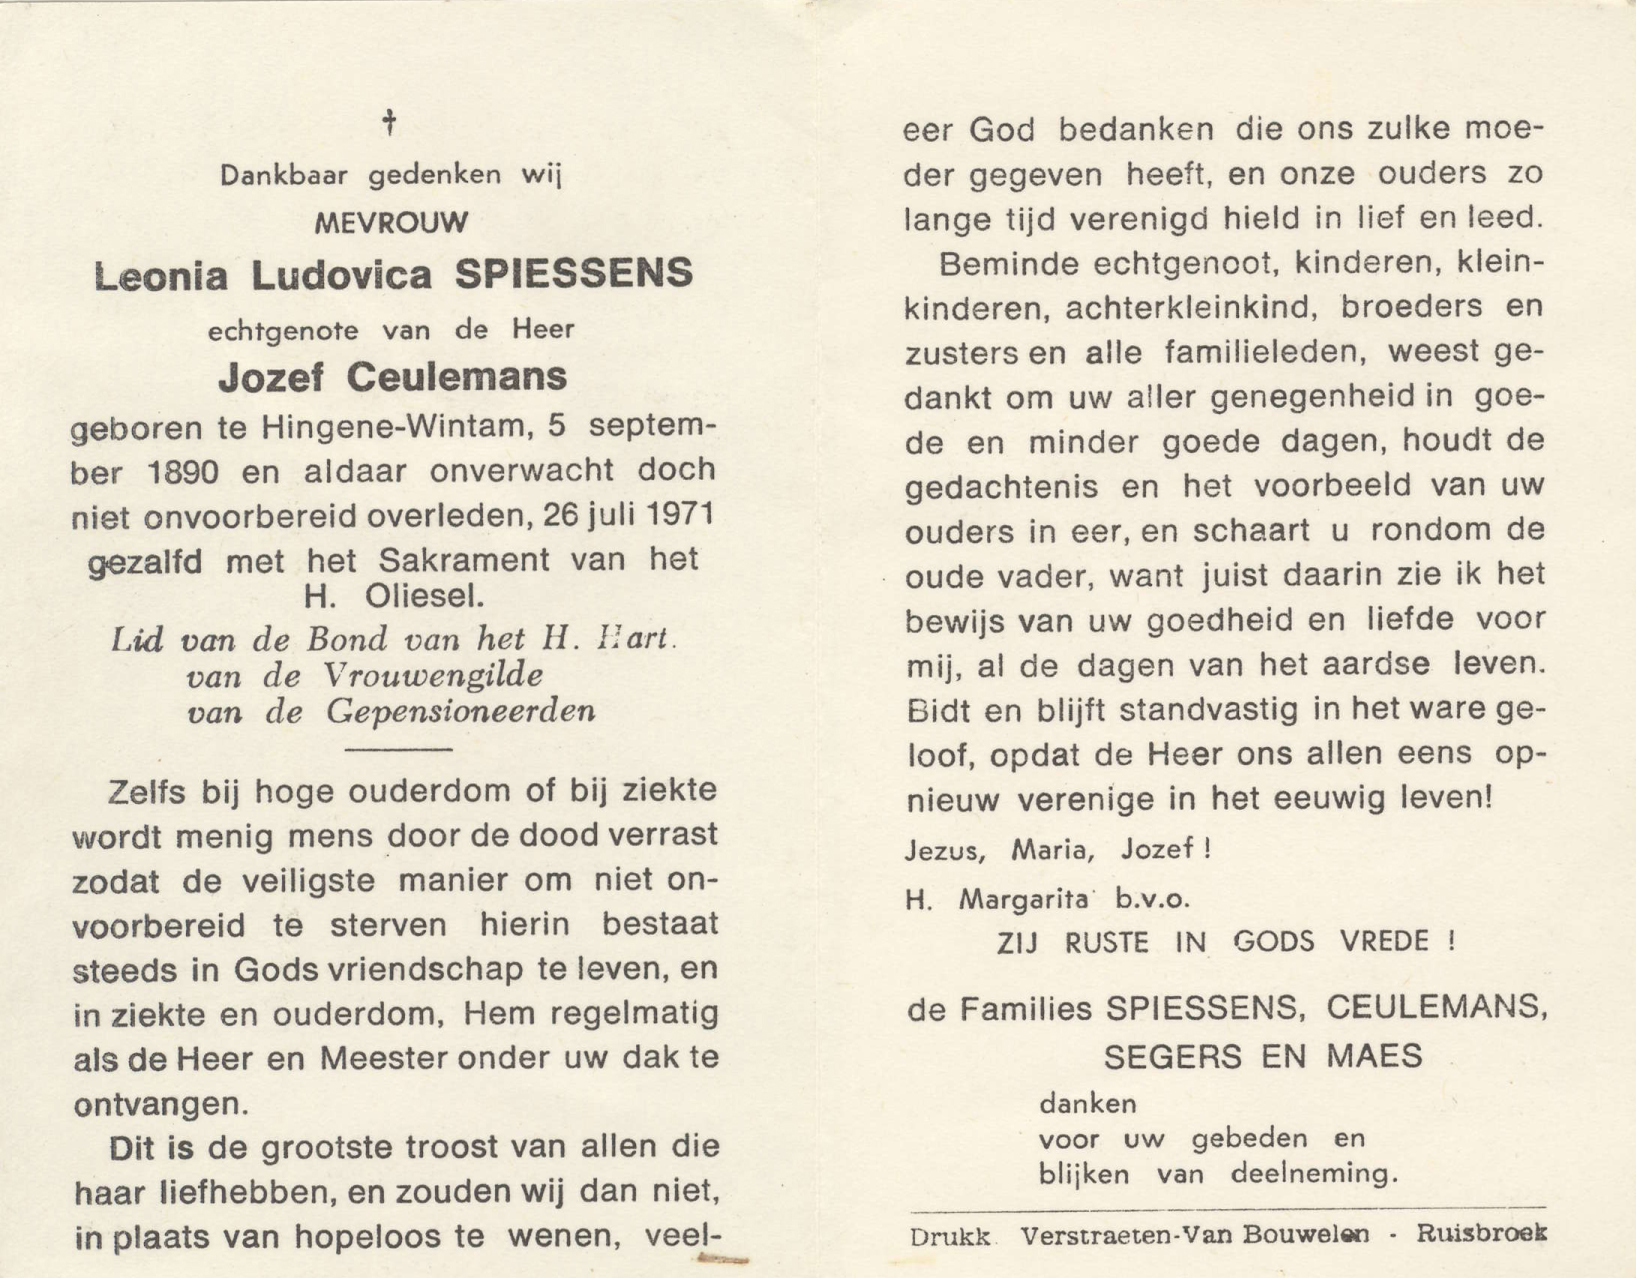 †
Dankbaar gedenken wij
MEVROUW
Leonia Ludovica SPIESSENS
echtgenote van de Heer
Jozef Ceulemans
geboren te Hingene-Wintam, 5 septem-
ber 1890 en aldaar onverwacht doch
niet onvoorbereid overleden, 26 juli 1971
gezalfd met het Sakrament van het
H. Oliesel.
Lid van de Bond van het H. Hart.
van de Vrouwengilde
van de Gepensioneerden
Zelfs bij hoge ouderdom of bij ziekte
wordt menig mens door de dood verrast
zodat de veiligste manier om niet on-
voorbereid te sterven hierin bestaat
steeds in Gods vriendschap te leven, en
in ziekte en ouderdom, Hem regelmatig
als de Heer en Meester onder uw dak te
ontvangen.
Dit is de grootste troost van allen die
haar liefhebben, en zouden wij dan niet,
in plaats van hopeloos te wenen, veel-
eer God bedanken die ons zulke moe-
der gegeven heeft, en onze ouders zo
lange tijd verenigd hield in lief en leed.
Beminde echtgenoot, kinderen, klein-
kinderen, achterkleinkind, broeders en
zusters en alle familieleden, weest ge-
dankt om uw aller genegenheid in goe-
de en minder goede dagen, houdt de
gedachtenis en het voorbeeld van uw
ouders in eer, en schaart u rondom de
oude vader, want juist daarin zie ik het
bewijs van uw goedheid en liefde voor
mij, al de dagen van het aardse leven.
Bidt en blijft standvastig in het ware ge-
loof, opdat de Heer ons allen eens op-
nieuw verenige in het eeuwig leven!
Jezus, Maria, Jozef !
H. Margarita b.v.o.
ZIJ RUSTE IN GODS VREDE !
de Families SPIESSENS, CEULEMANS,
SEGERS EN MAES
danken
voor uw gebeden en
blijken van deelneming.
Drukk. Verstraeten-Van Bouwelen - Ruisbroek